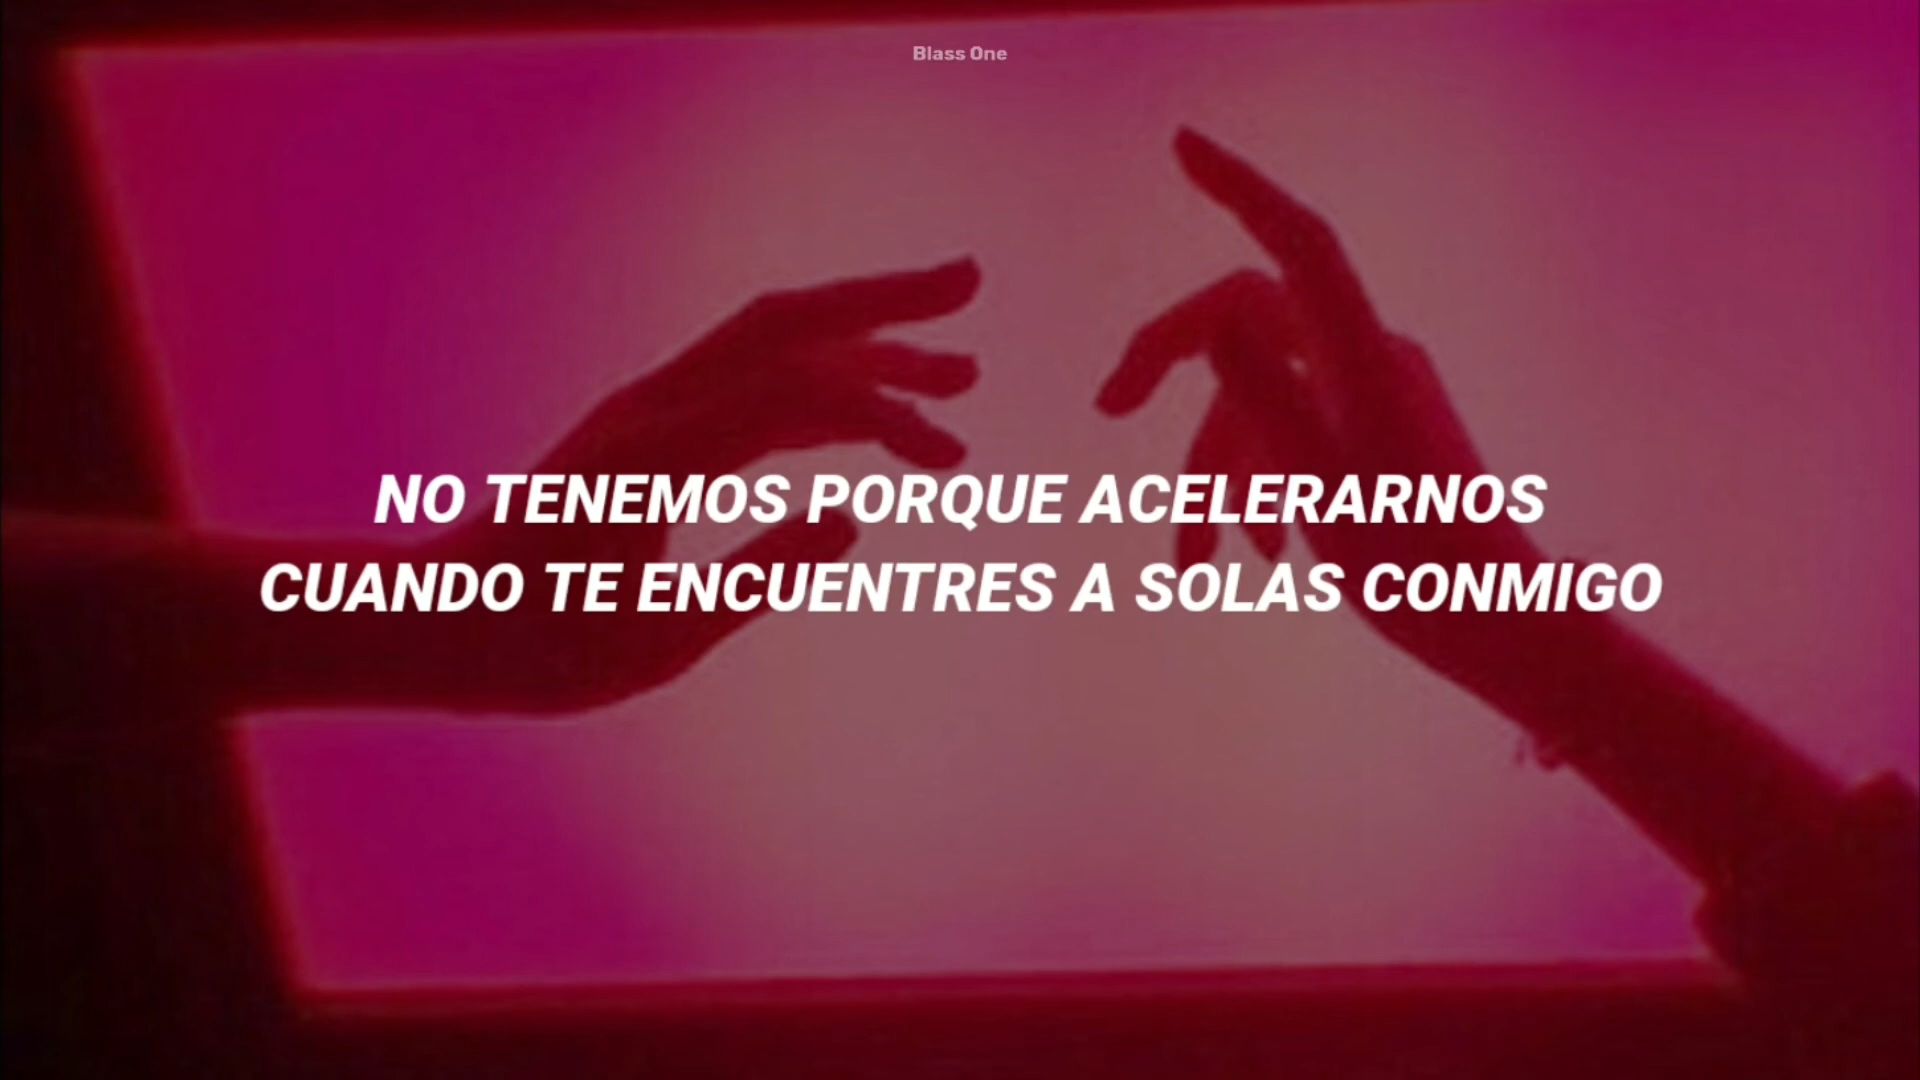 Blass One
NO TENEMOS PORQUE ACELERARNOS
CUANDO TE ENCUENTRES A SOLAS CONMIGO